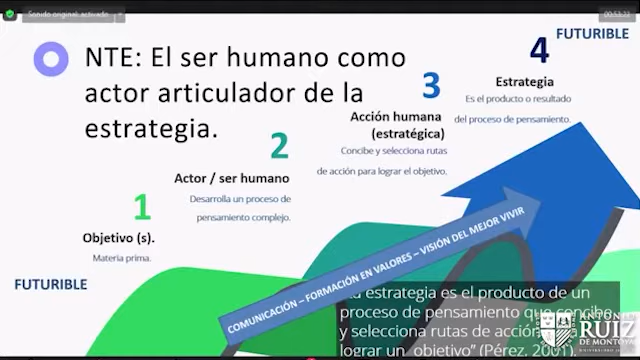 Sonido original: activado
00:53:22
FUTURIBLE
NTE: El ser humano como
actor articulador de la
estrategia.
4
Estrategia
Es el producto o resultado
del proceso de pensamiento.
3
Acción humana
(estratégica)
Concibe y selecciona rutas
de acción para lograr el objetivo.
2
Actor / ser humano
Desarrolla un proceso de
pensamiento complejo.
1
Objetivo (s).
Materia prima.
FUTURIBLE
COMUNICACIÓN – FORMACIÓN EN VALORES – VISIÓN DEL MEJOR VIVIR
estrategia es el producto de un
proceso de pensamiento que concibe
y selecciona rutas de acción
lograr un objetivo" (Pérez, 2001)
ANTONIO
RUIZ
DE MONTOYA